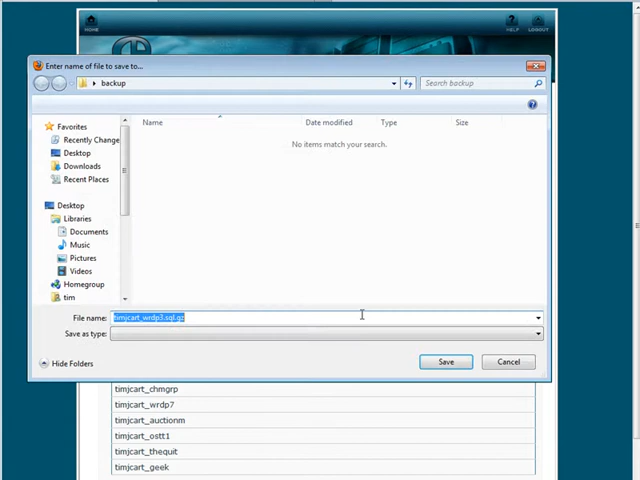 HOME
HELP
LOGOUT
Enter name of file to save to...
backup
Search backup
Name
Date modified
Type
Size
No items match your search.
Favorites
Recently Change
Desktop
Downloads
Recent Places
Desktop
Libraries
Documents
Music
Pictures
Videos
Homegroup
tim
File name:
timjcart_wrdp3.sql.gz
Save as type:
Hide Folders
Save
Cancel
timjcart_chmgrp
timjcart_wrdp7
timjcart_auctionm
timjcart_ostt1
timjcart_thequit
timjcart_geek